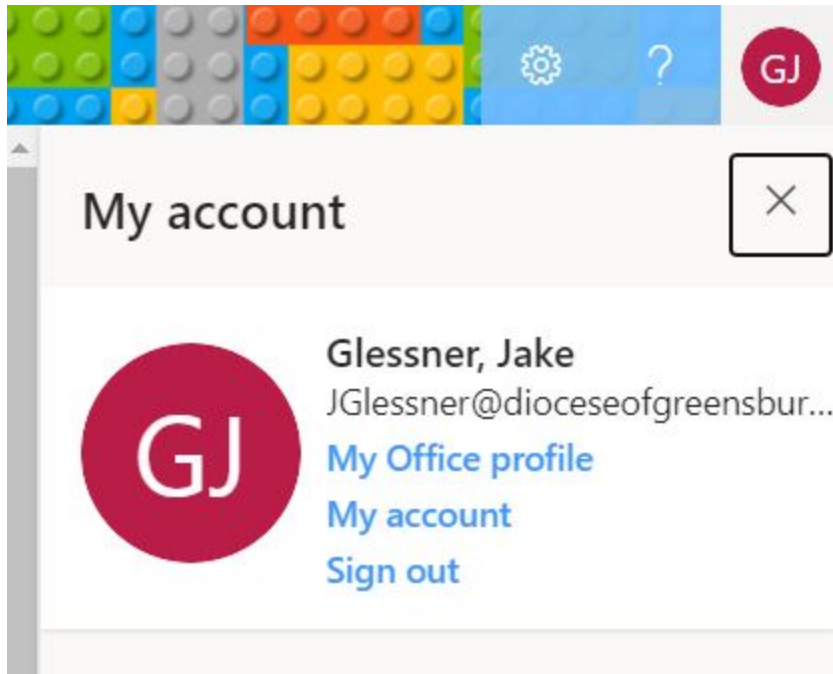 ?
GJ
My account
GJ
Glessner, Jake
JGlessner@dioceseofgreensbur...
My Office profile
My account
Sign out